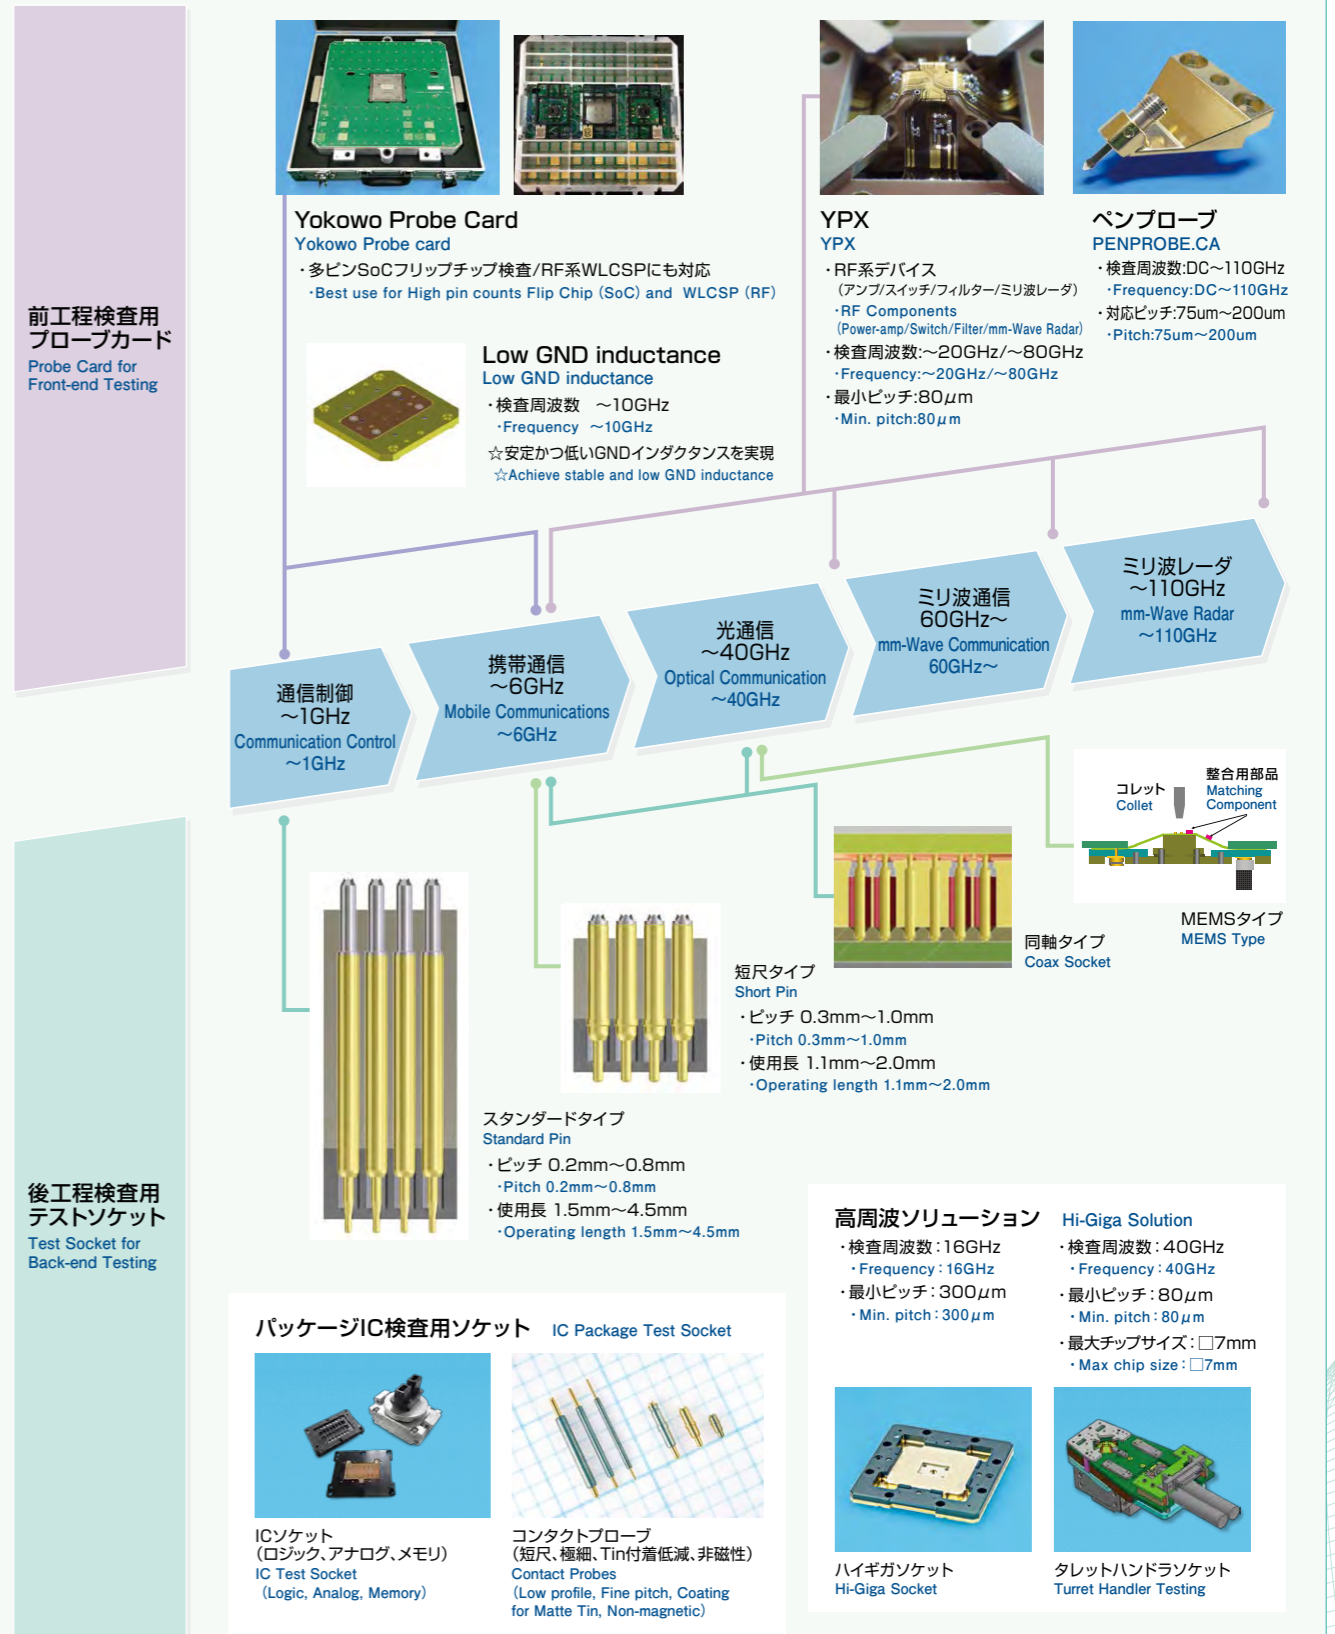 前工程検査用
プローブカード
Probe Card for
Front-end Testing
Yokowo Probe Card
Yokowo Probe card
・多ピンSoCフリップチップ検査/RF系WLCSPにも対応
・Best use for High pin counts Flip Chip (SoC) and WLCSP (RF)
Low GND inductance
Low GND inductance
・検査周波数 ～10GHz
・Frequency ～10GHz
☆安定かつ低いGNDインダクタンスを実現
☆Achieve stable and low GND inductance
YPX
YPX
・RF系デバイス
(アンプ/スイッチ/フィルター/ミリ波レーダ)
・RF Components
(Power-amp/Switch/Filter/mm-Wave Radar)
・検査周波数:～20GHz/～80GHz
・Frequency:～20GHz/～80GHz
・最小ピッチ:80μm
・Min. pitch:80μm
ペンプローブ
PENPROBE.CA
・検査周波数:DC～110GHz
・Frequency:DC～110GHz
・対応ピッチ:75um～200um
・Pitch:75um～200um
通信制御
～1GHz
Communication Control
～1GHz
携帯通信
～6GHz
Mobile Communications
～6GHz
光通信
～40GHz
Optical Communication
～40GHz
ミリ波通信
60GHz～
mm-Wave Communication
60GHz～
ミリ波レーダ
～110GHz
mm-Wave Radar
～110GHz
後工程検査用
テストソケット
Test Socket for
Back-end Testing
スタンダードタイプ
Standard Pin
・ピッチ 0.2mm～0.8mm
・Pitch 0.2mm～0.8mm
・使用長 1.5mm～4.5mm
・Operating length 1.5mm～4.5mm
短尺タイプ
Short Pin
・ピッチ 0.3mm～1.0mm
・Pitch 0.3mm～1.0mm
・使用長 1.1mm～2.0mm
・Operating length 1.1mm～2.0mm
同軸タイプ
Coax Socket
コレット
Collet
整合用部品
Matching
Component
MEMSタイプ
MEMS Type
パッケージIC検査用ソケット IC Package Test Socket
ICソケット
(ロジック、アナログ、メモリ)
IC Test Socket
(Logic, Analog, Memory)
コンタクトプローブ
(短尺、極細、Tin付着低減、非磁性)
Contact Probes
(Low profile, Fine pitch, Coating
for Matte Tin, Non-magnetic)
高周波ソリューション Hi-Giga Solution
・検査周波数：16GHz
・Frequency：16GHz
・最小ピッチ：300μm
・Min. pitch：300μm
・検査周波数：40GHz
・Frequency：40GHz
・最小ピッチ：80μm
・Min. pitch：80μm
・最大チップサイズ：□7mm
・Max chip size：□7mm
ハイギガソケット
Hi-Giga Socket
タレットハンドラソケット
Turret Handler Testing